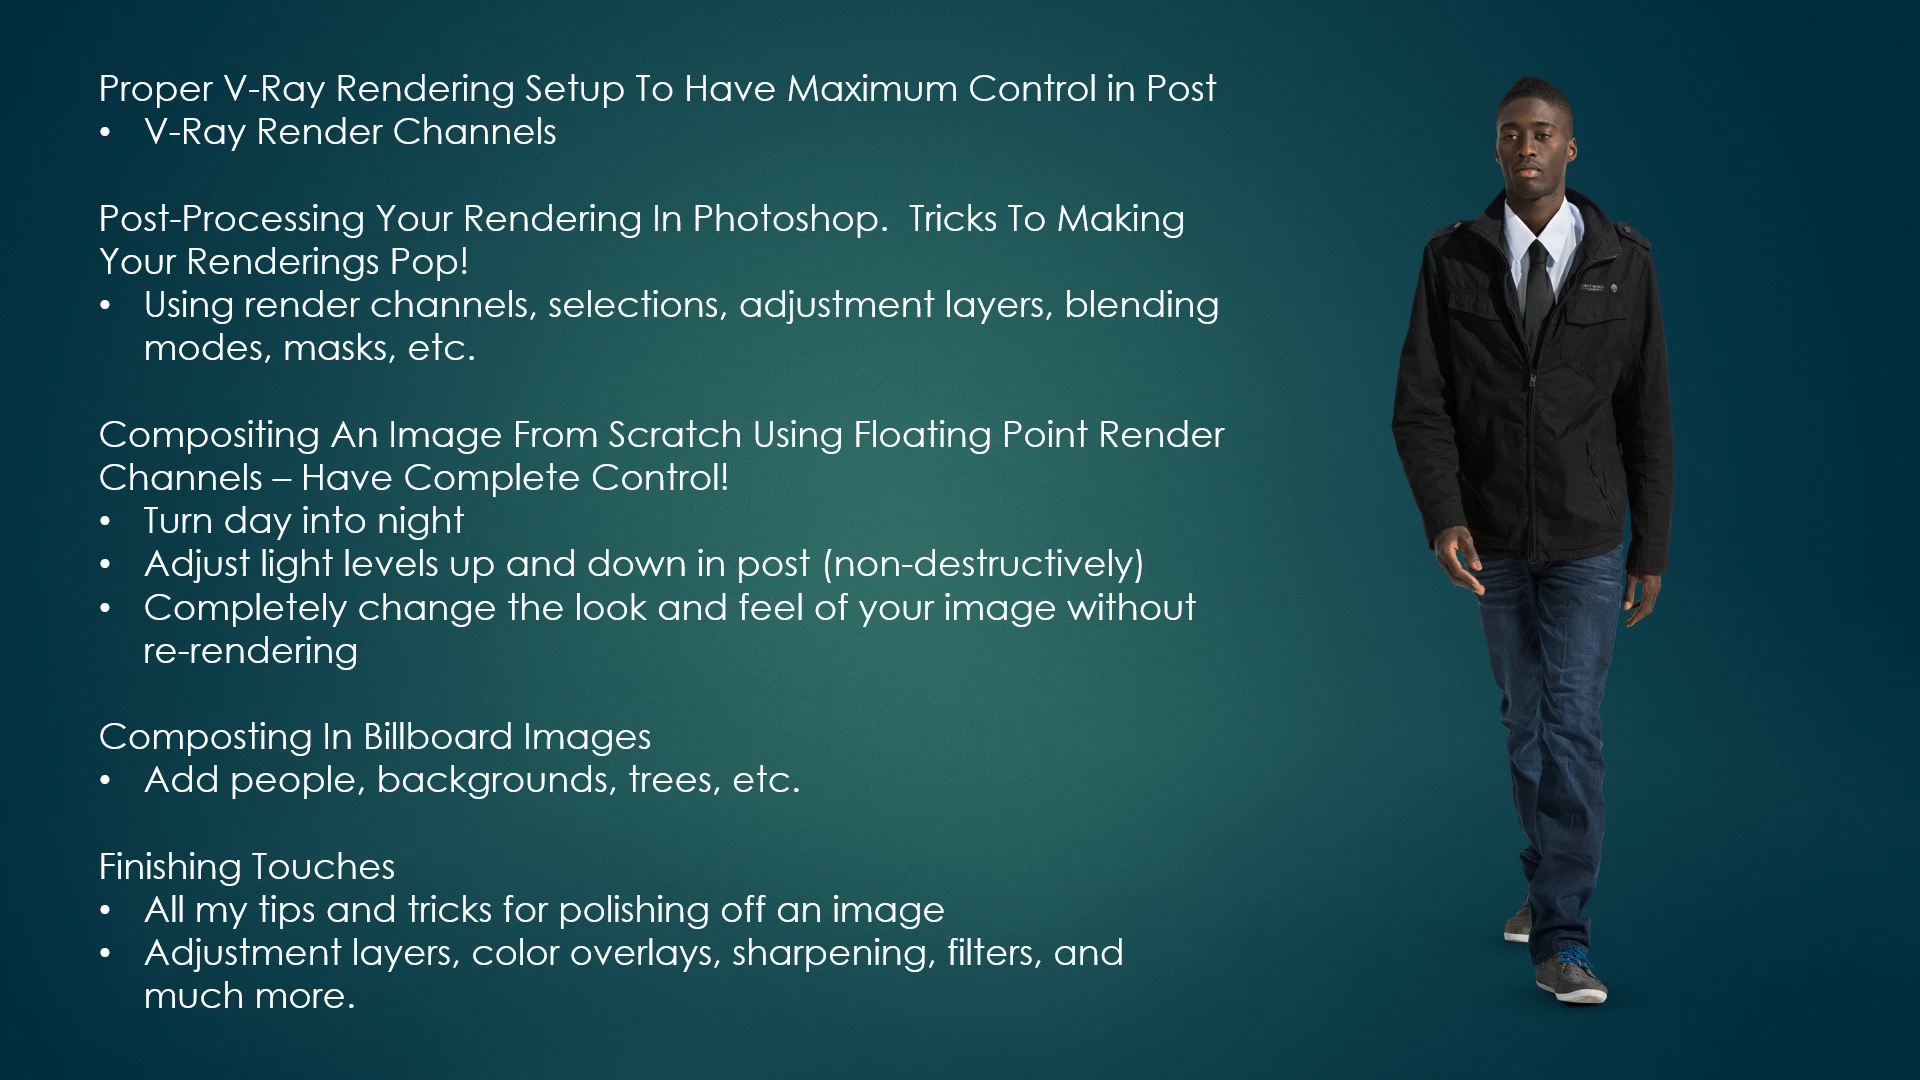 Proper V-Ray Rendering Setup To Have Maximum Control in Post
• V-Ray Render Channels
Post-Processing Your Rendering In Photoshop.  Tricks To Making
Your Renderings Pop!
• Using render channels, selections, adjustment layers, blending
modes, masks, etc.
Compositing An Image From Scratch Using Floating Point Render
Channels – Have Complete Control!
• Turn day into night
• Adjust light levels up and down in post (non-destructively)
• Completely change the look and feel of your image without
re-rendering
Composting In Billboard Images
• Add people, backgrounds, trees, etc.
Finishing Touches
• All my tips and tricks for polishing off an image
• Adjustment layers, color overlays, sharpening, filters, and
much more.